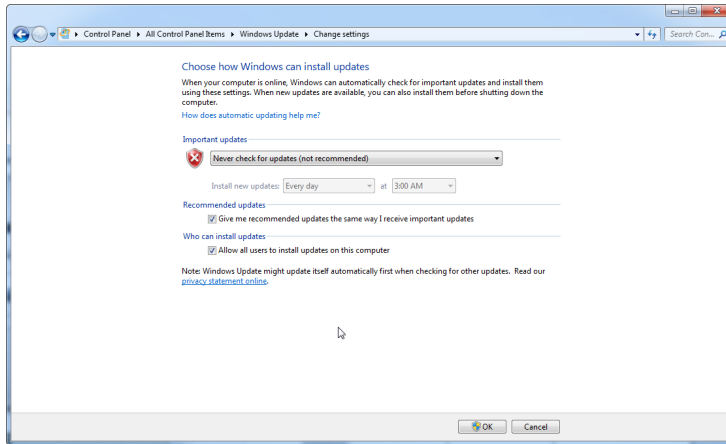 Control Panel ▸ All Control Panel Items ▸ Windows Update ▸ Change settings
Search Con...
Choose how Windows can install updates
When your computer is online, Windows can automatically check for important updates and install them
using these settings. When new updates are available, you can also install them before shutting down the
computer.
How does automatic updating help me?
Important updates
Never check for updates (not recommended)
Install new updates: Every day at 3:00 AM
Recommended updates
Give me recommended updates the same way I receive important updates
Who can install updates
Allow all users to install updates on this computer
Note: Windows Update might update itself automatically first when checking for other updates. Read our
privacy statement online.
OK Cancel